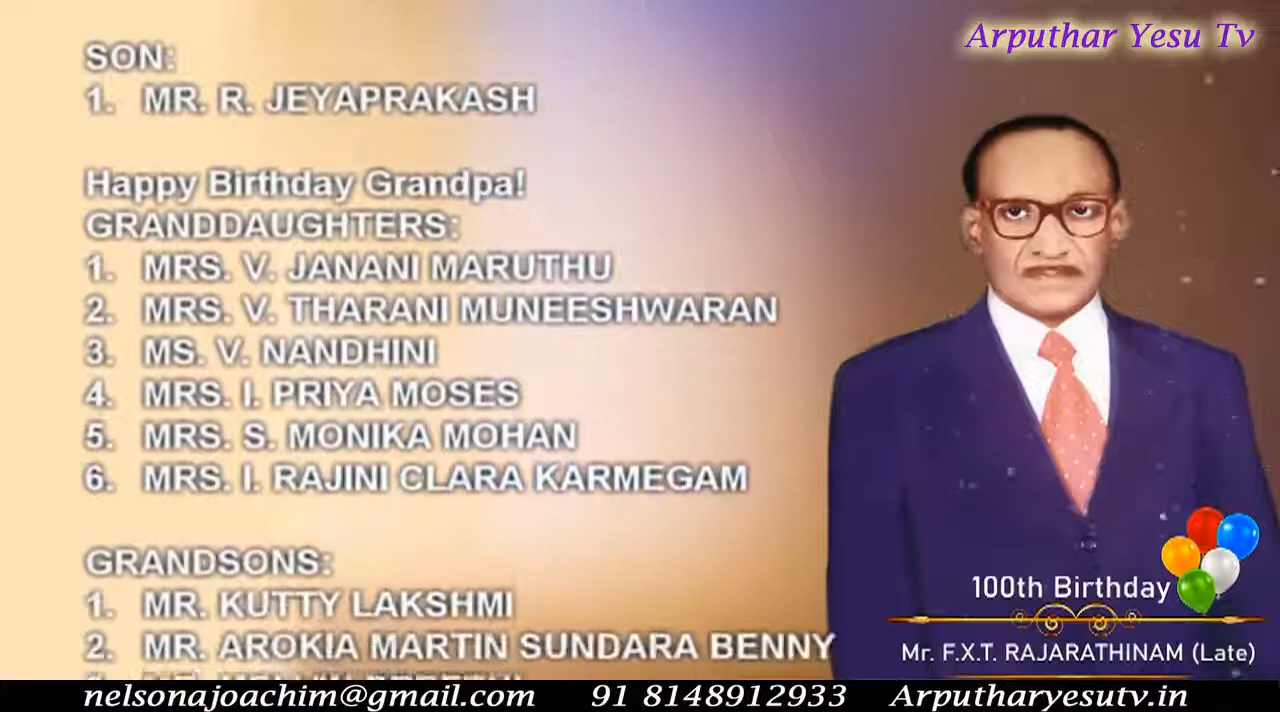 Arputhar Yesu Tv
SON:
1. MR. R. JEYAPRAKASH
Happy Birthday Grandpa!
GRANDDAUGHTERS:
1. MRS. V. JANANI MARUTHU
2. MRS. V. THARANI MUNEESHWARAN
3. MS. V. NANDHINI
4. MRS. I. PRIYA MOSES
5. MRS. S. MONIKA MOHAN
6. MRS. I. RAJINI CLARA KARMEGAM
GRANDSONS:
1. MR. KUTTY LAKSHMI
2. MR. AROKIA MARTIN SUNDARA BENNY
100th Birthday
Mr. F.X.T. RAJARATHINAM (Late)
nelsonajoachim@gmail.com 91 8148912933 Arputharyesutv.in